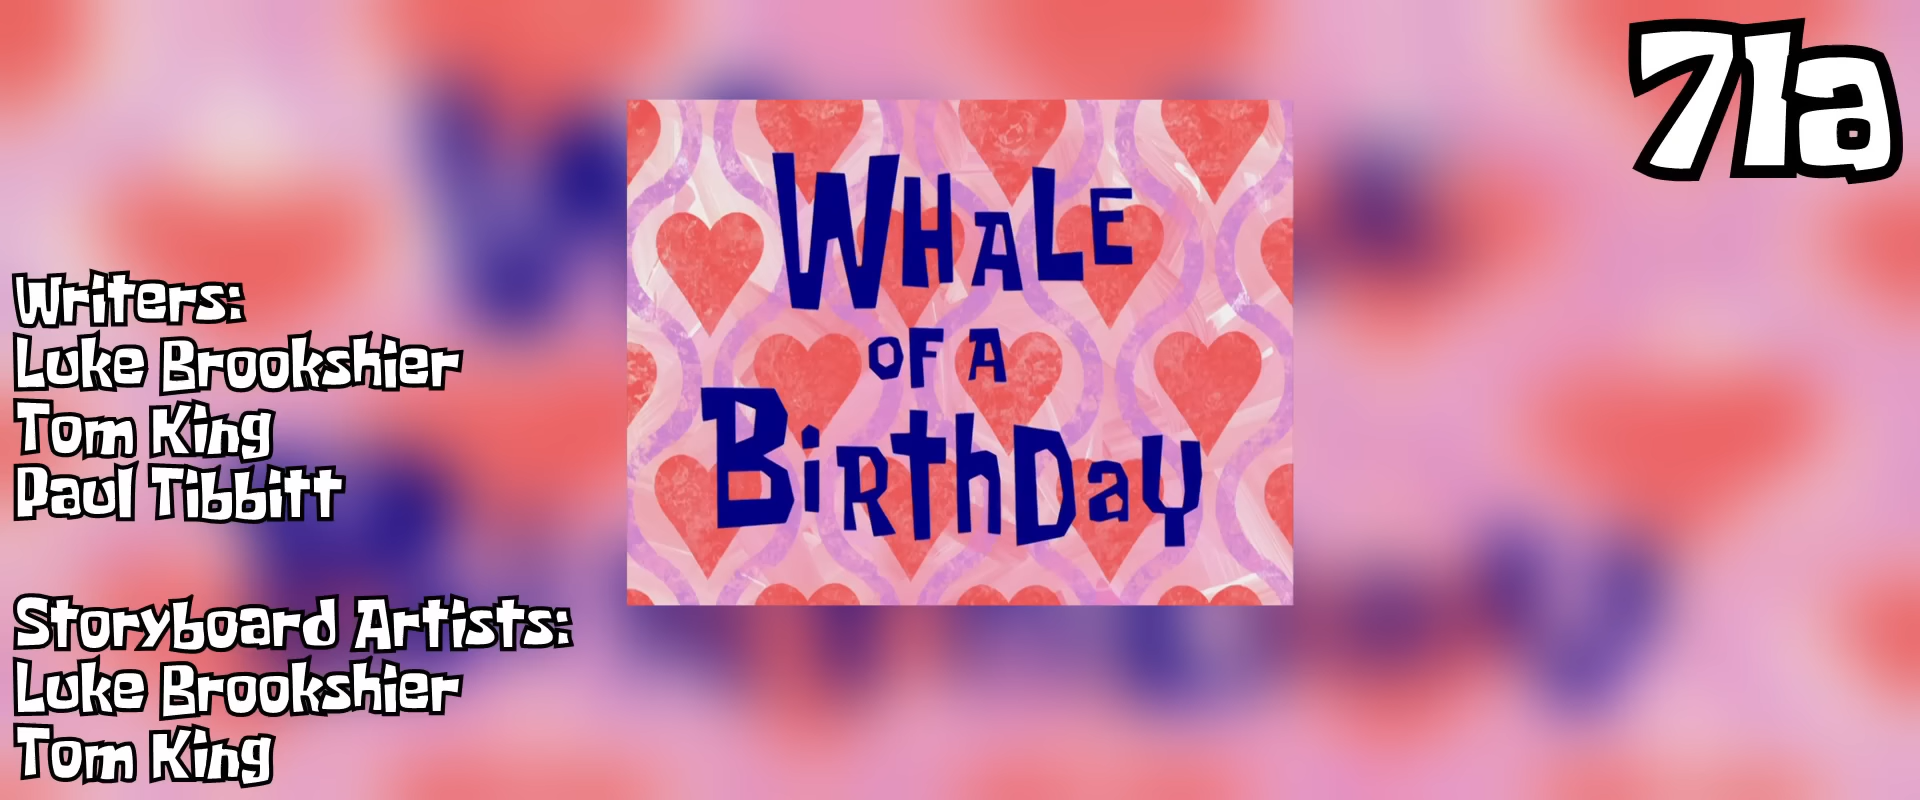 71a
Whale
of a
Birthday
Writers:
Luke Brookshier
Tom King
Paul Tibbitt
Storyboard Artists:
Luke Brookshier
Tom King